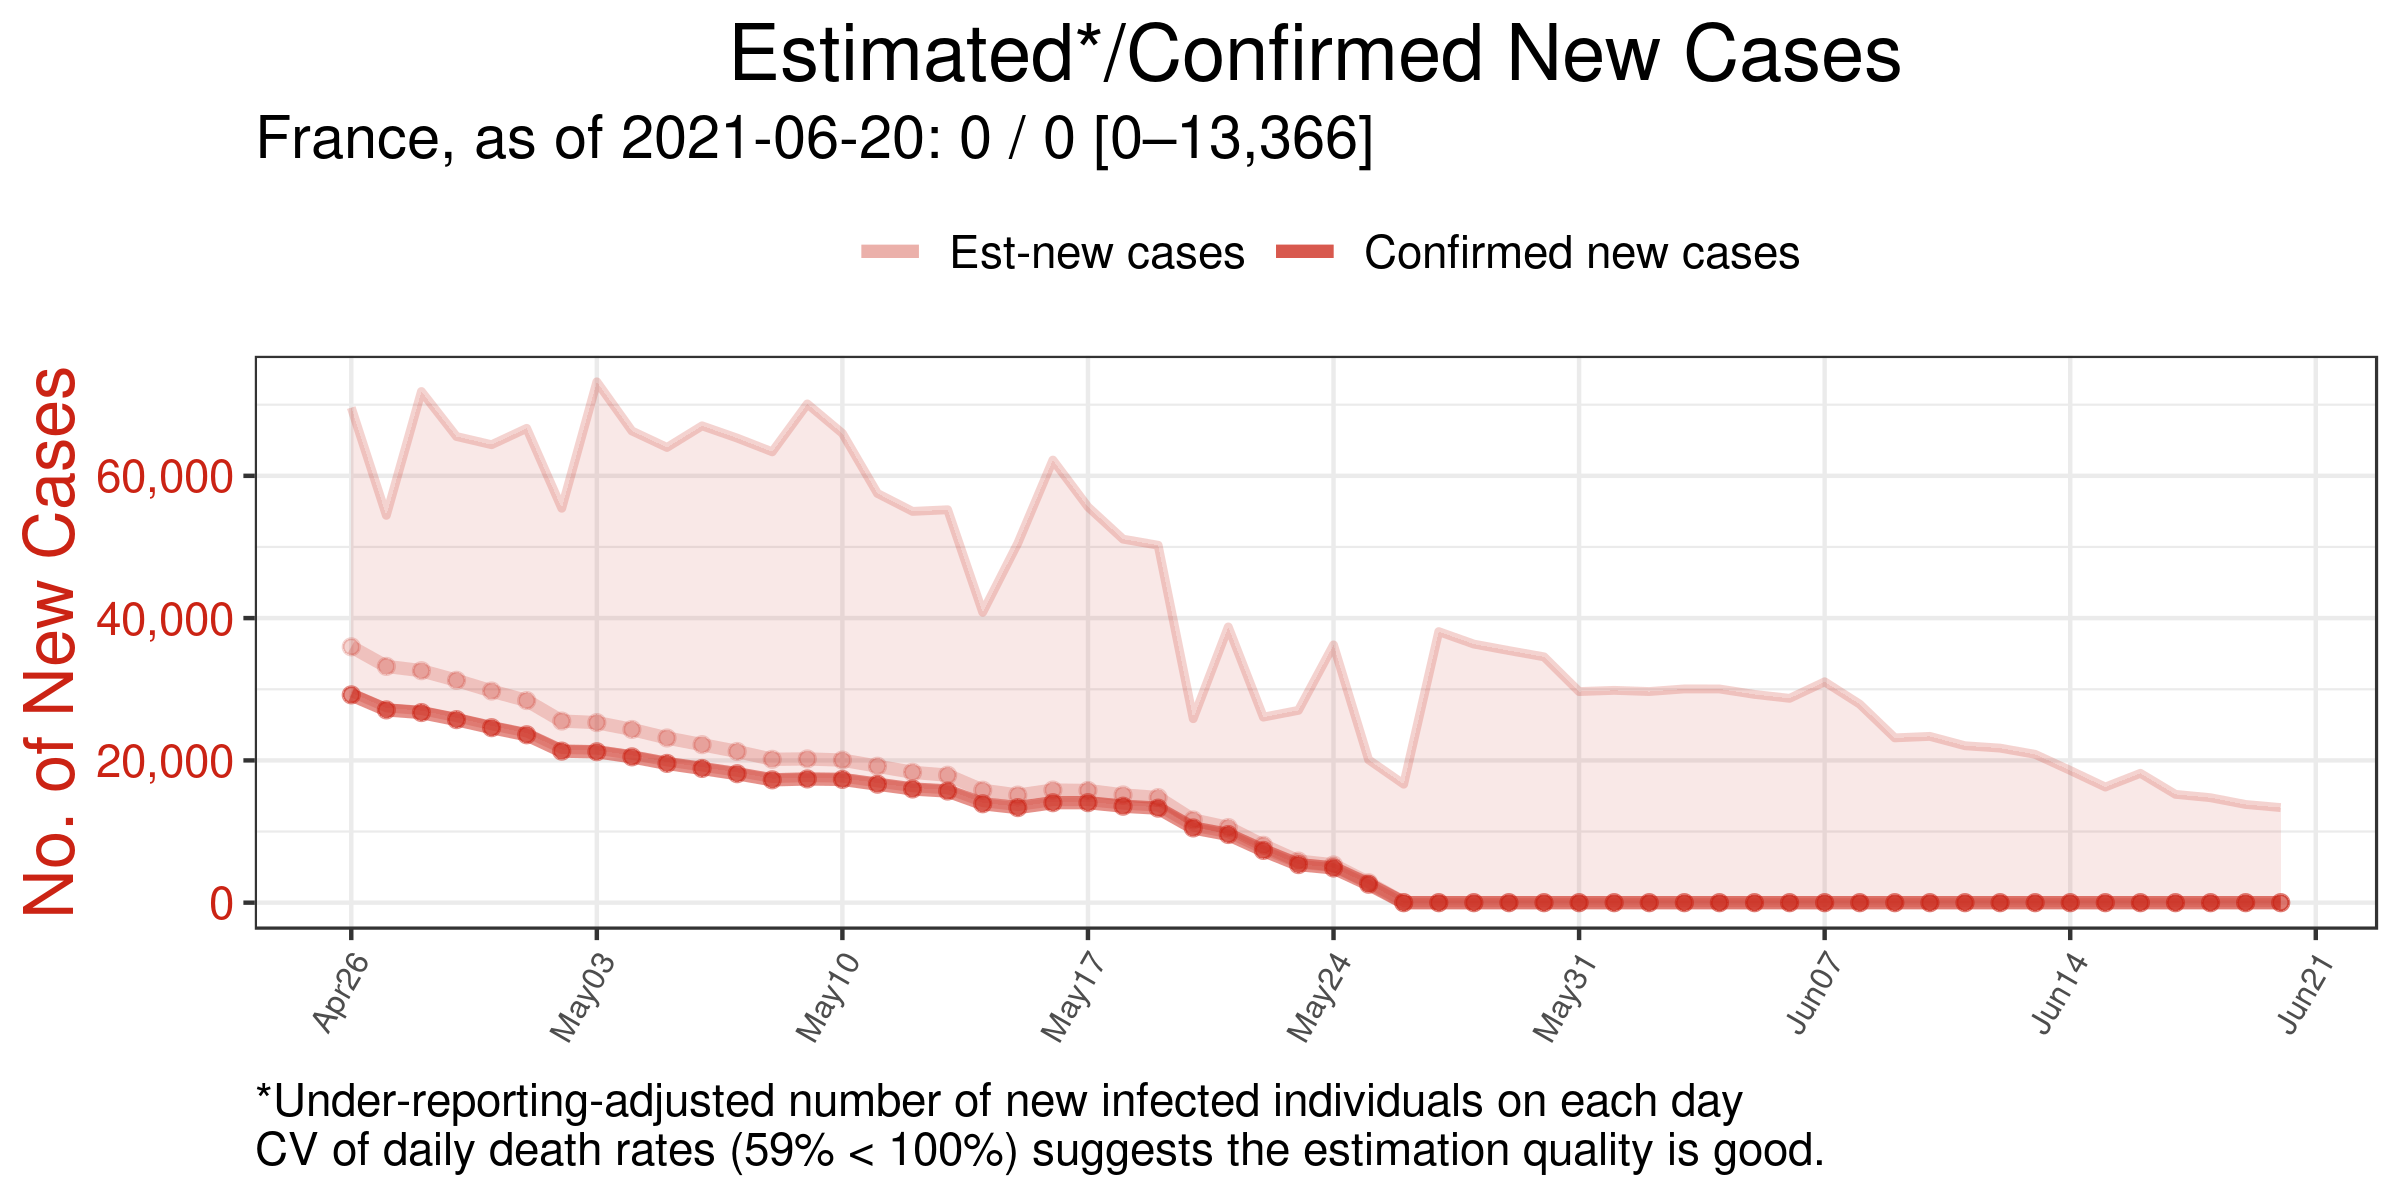 Estimated*/Confirmed New Cases
France, as of 2021-06-20: 0 / 0 [0–13,366]
Est-new cases Confirmed new cases
No. of New Cases
60,000
40,000
20,000
0
Apr26 May03 May10 May17 May24 May31 Jun07 Jun14 Jun21
*Under-reporting-adjusted number of new infected individuals on each day
CV of daily death rates (59% < 100%) suggests the estimation quality is good.